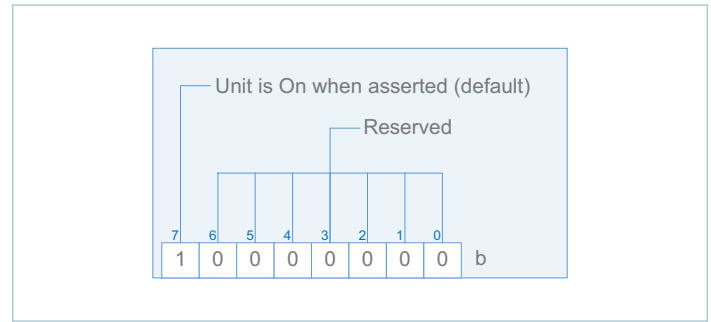 Unit is On when asserted (default)
Reserved
7 6 5 4 3 2 1 0
1 0 0 0 0 0 0 0 b